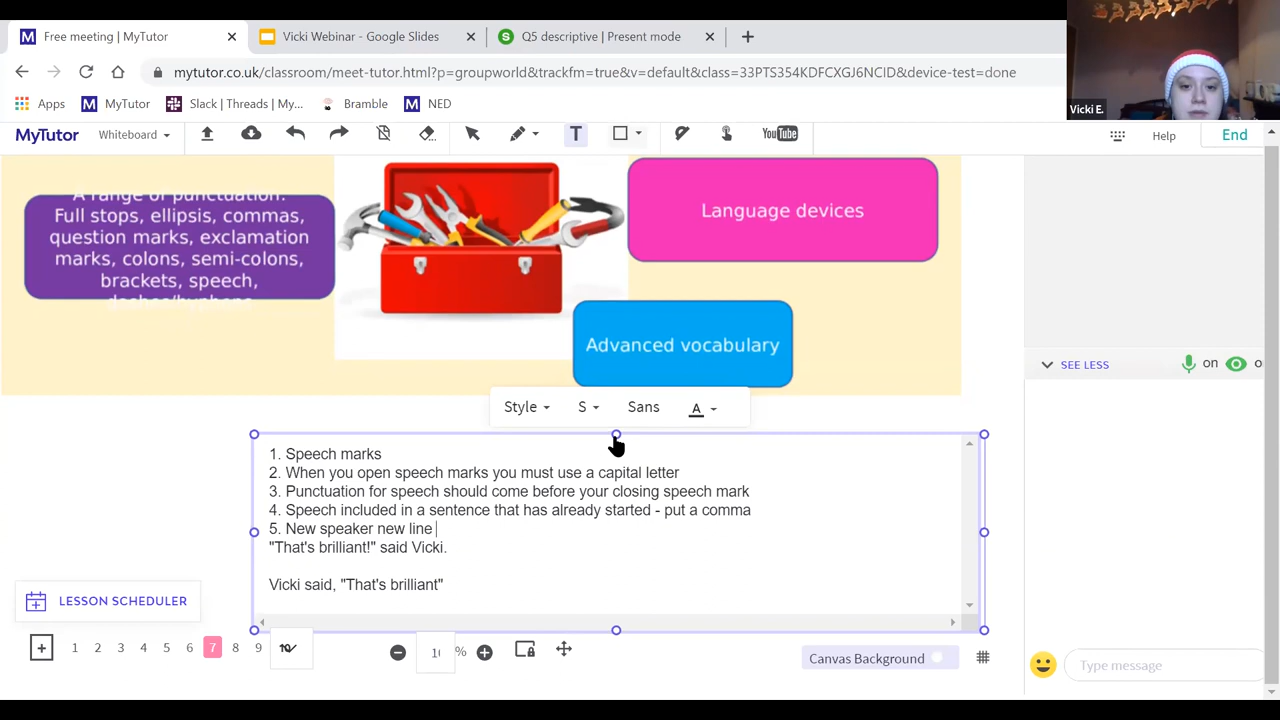 Free meeting | MyTutor
Vicki Webinar - Google Slides
Q5 descriptive | Present mode
mytutor.co.uk/classroom/meet-tutor.html?p=groupworld&trackfm=true&v=default&class=33PTS354KDFCXGJ6NCID&device-test=done
Apps
MyTutor
Slack | Threads | My...
Bramble
NED
Vicki E.
MyTutor
Whiteboard
T
YouTube
Help
End
A range of punctuation:
Full stops, ellipsis, commas,
question marks, exclamation
marks, colons, semi-colons,
brackets, speech,
dashes/hyphens
Language devices
Advanced vocabulary
SEE LESS
on
Style
S
Sans
A
1. Speech marks
2. When you open speech marks you must use a capital letter
3. Punctuation for speech should come before your closing speech mark
4. Speech included in a sentence that has already started - put a comma
5. New speaker new line
"That's brilliant!" said Vicki.
Vicki said, "That's brilliant"
LESSON SCHEDULER
1 2 3 4 5 6 7 8 9
%
Canvas Background
Type message